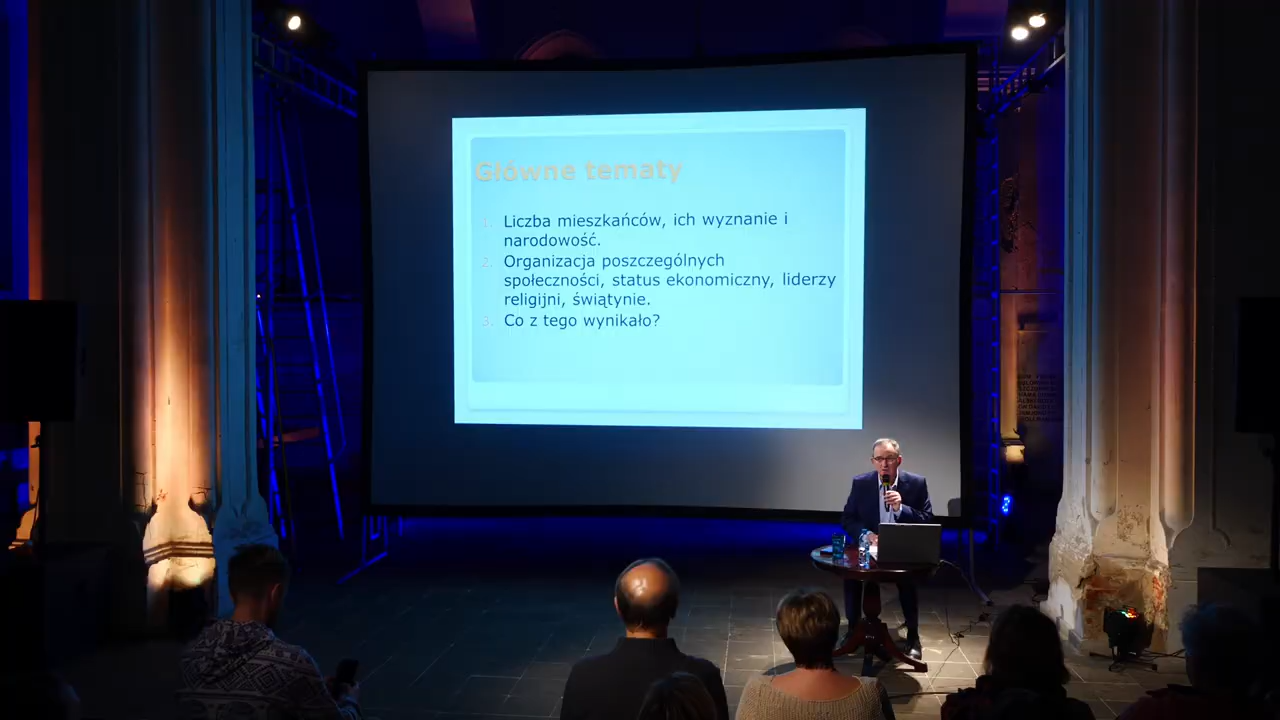 Główne tematy
1. Liczba mieszkańców, ich wyznanie i
narodowość.
2. Organizacja poszczególnych
społeczności, status ekonomiczny, liderzy
religijni, świątynie.
3. Co z tego wynikało?